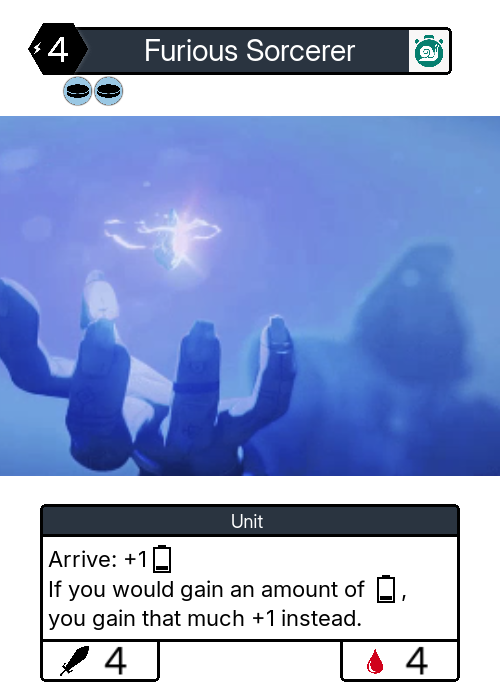 4
Furious Sorcerer
Unit
Arrive: +1
If you would gain an amount of ,
you gain that much +1 instead.
4
4